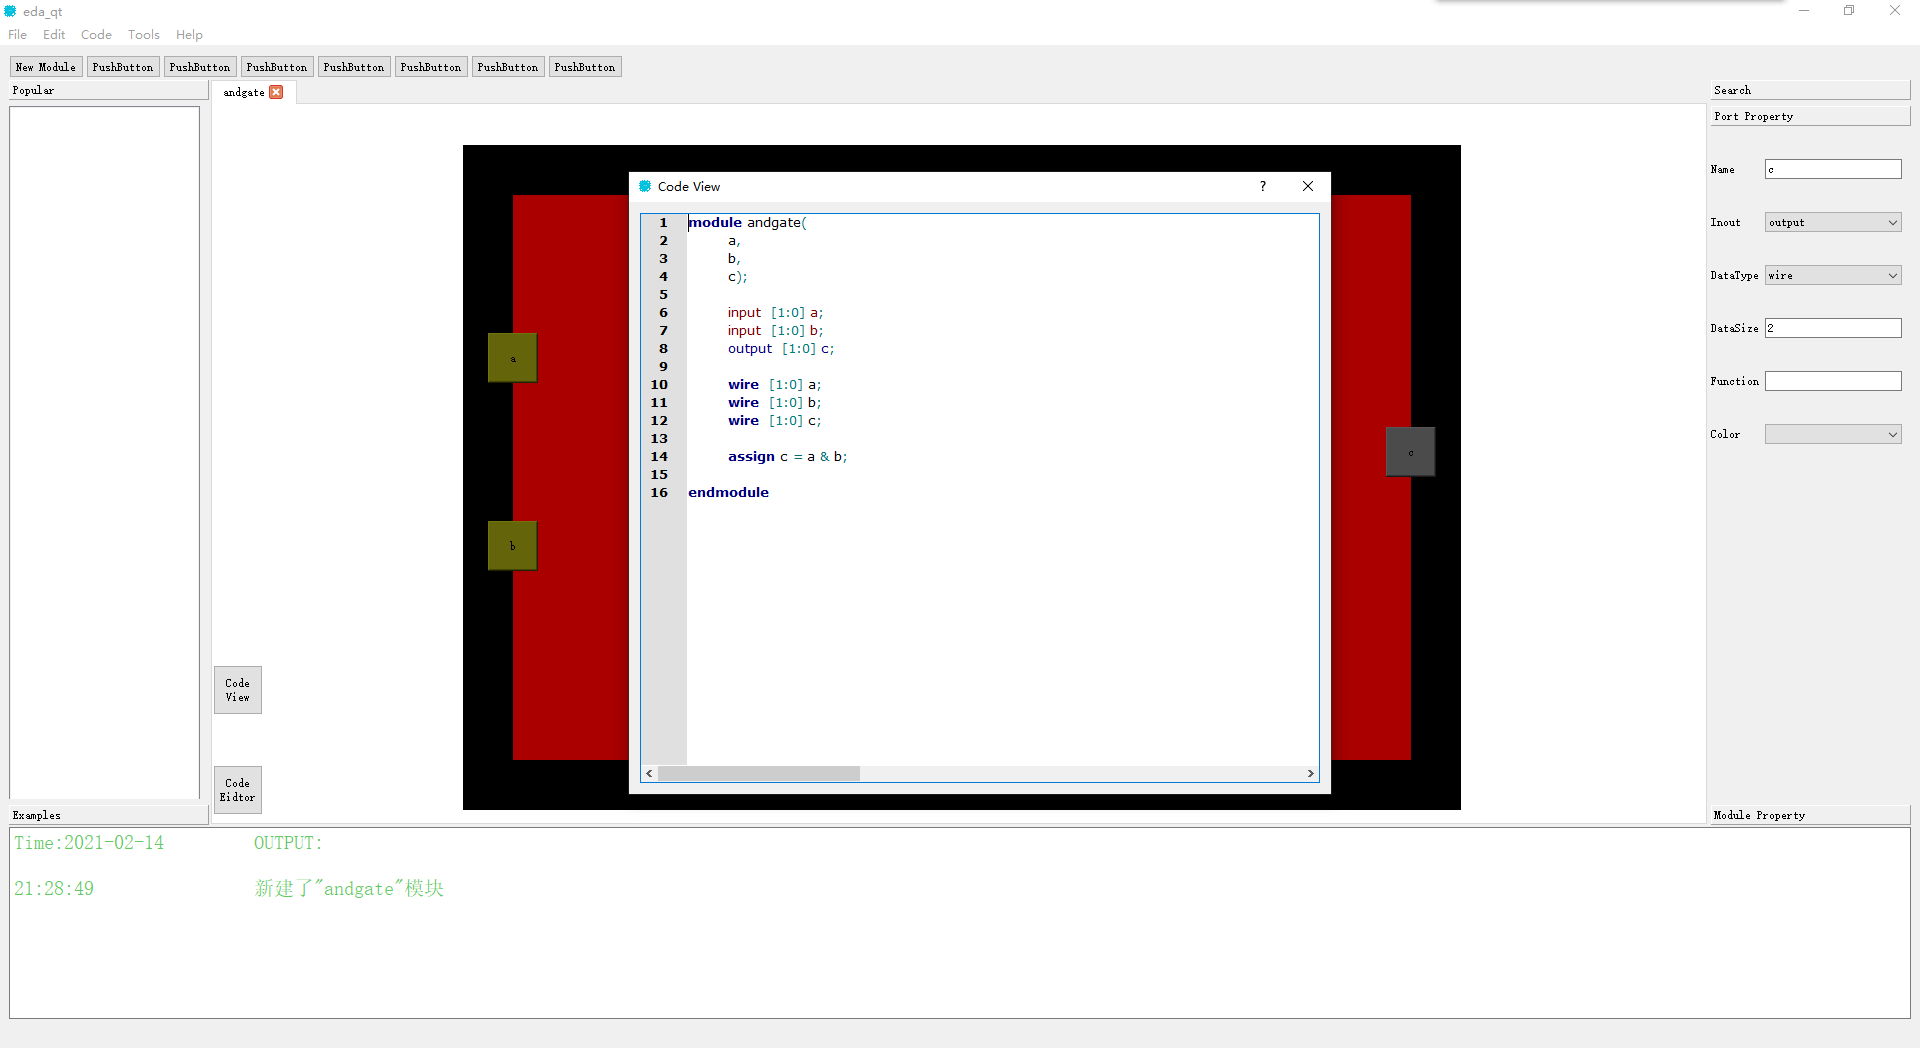 eda_qt
File Edit Code Tools Help
New Module PushButton PushButton PushButton PushButton PushButton PushButton PushButton
Popular
andgate
Search
Port Property
Name c
Inout output
DataType wire
DataSize 2
Function
Color
Code View ?
1 module andgate(
2 a,
3 b,
4 c);
5
6 input [1:0] a;
7 input [1:0] b;
8 output [1:0] c;
9
10 wire [1:0] a;
11 wire [1:0] b;
12 wire [1:0] c;
13
14 assign c = a & b;
15
16 endmodule
a
b
c
Code
View
Code
Eidtor
Examples
Module Property
Time:2021-02-14 OUTPUT:
21:28:49 新建了"andgate"模块